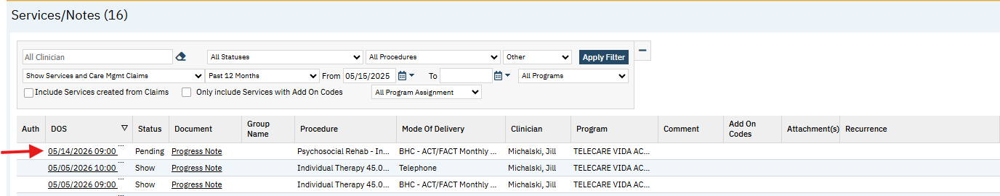 Services/Notes (16)
All Clinician All Statuses All Procedures Other Apply Filter
Show Services and Care Mgmt Claims Past 12 Months From 05/15/2025 To All Programs
Include Services created from Claims Only include Services with Add On Codes All Program Assignment
Auth DOS Status Document Group Name Procedure Mode Of Delivery Clinician Program Comment Add On Codes Attachment(s) Recurrence
05/14/2026 09:00 ... Pending Progress Note Psychosocial Rehab - In... BHC - ACT/FACT Monthly ... Michalski, Jill TELECARE VIDA AC...
05/05/2026 10:00 ... Show Progress Note Individual Therapy 45.0... Telephone Michalski, Jill TELECARE VIDA AC...
05/05/2026 09:00 ... Show Progress Note Individual Therapy 45.0... BHC - ACT/FACT Monthly ... Michalski, Jill TELECARE VIDA AC...